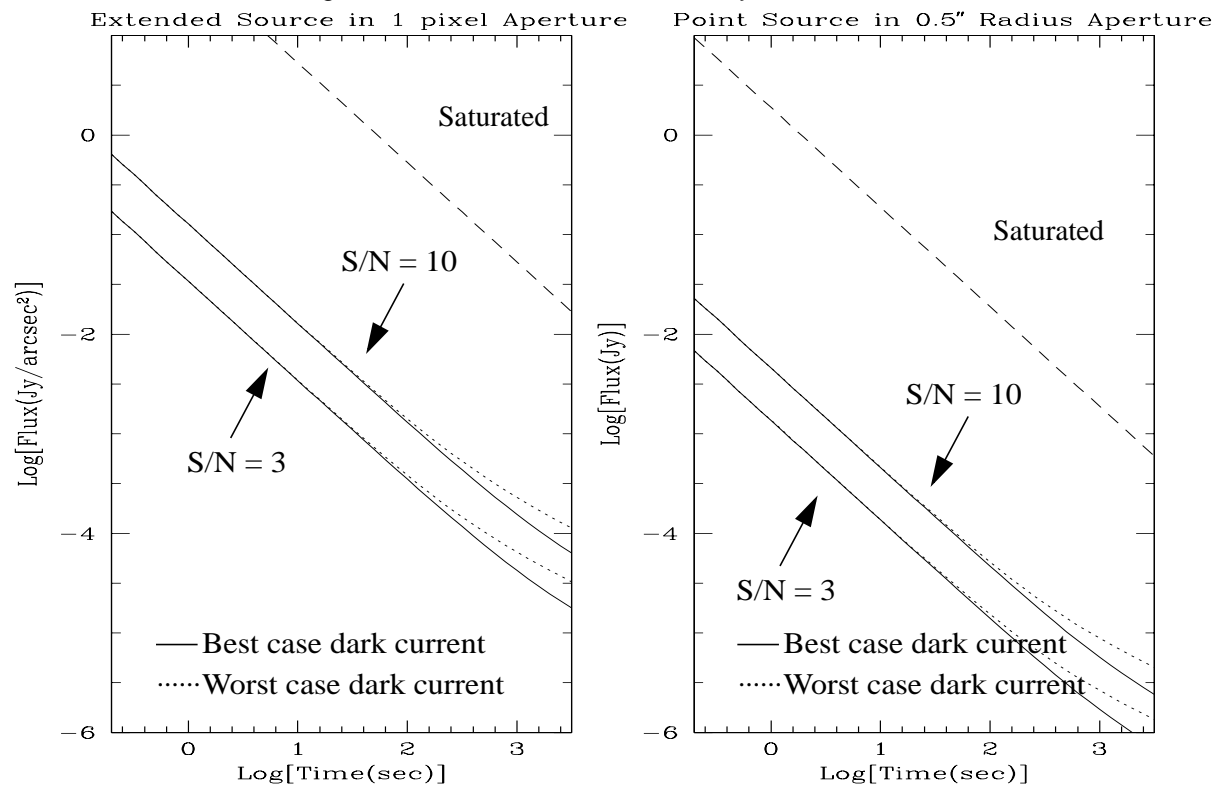 Extended Source in 1 pixel Aperture
Saturated
S/N = 10
S/N = 3
Best case dark current
Worst case dark current
0
−2
−4
−6
0 1 2 3
Log[Time(sec)]
Log[Flux(Jy/arcsec²)]
Point Source in 0.5″ Radius Aperture
Saturated
S/N = 10
S/N = 3
Best case dark current
Worst case dark current
0
−2
−4
−6
0 1 2 3
Log[Time(sec)]
Log[Flux(Jy)]